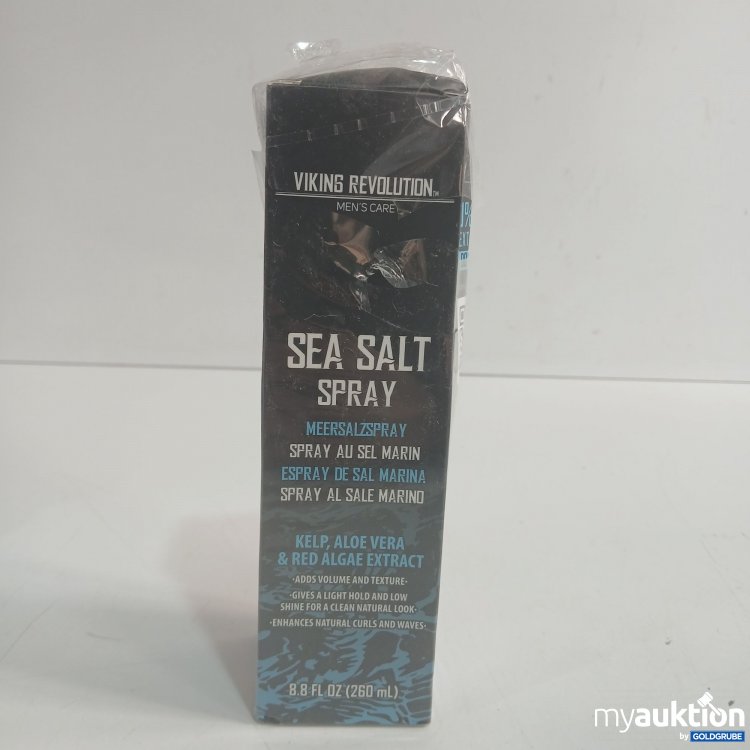 VIKING REVOLUTION™
MEN'S CARE
SEA SALT
SPRAY
MEERSALZSPRAY
SPRAY AU SEL MARIN
ESPRAY DE SAL MARINA
SPRAY AL SALE MARINO
KELP, ALOE VERA
& RED ALGAE EXTRACT
•ADDS VOLUME AND TEXTURE•
•GIVES A LIGHT HOLD AND LOW
SHINE FOR A CLEAN NATURAL LOOK•
•ENHANCES NATURAL CURLS AND WAVES•
8.8 FL OZ (260 mL)
myauktion
by GOLDGRUBE